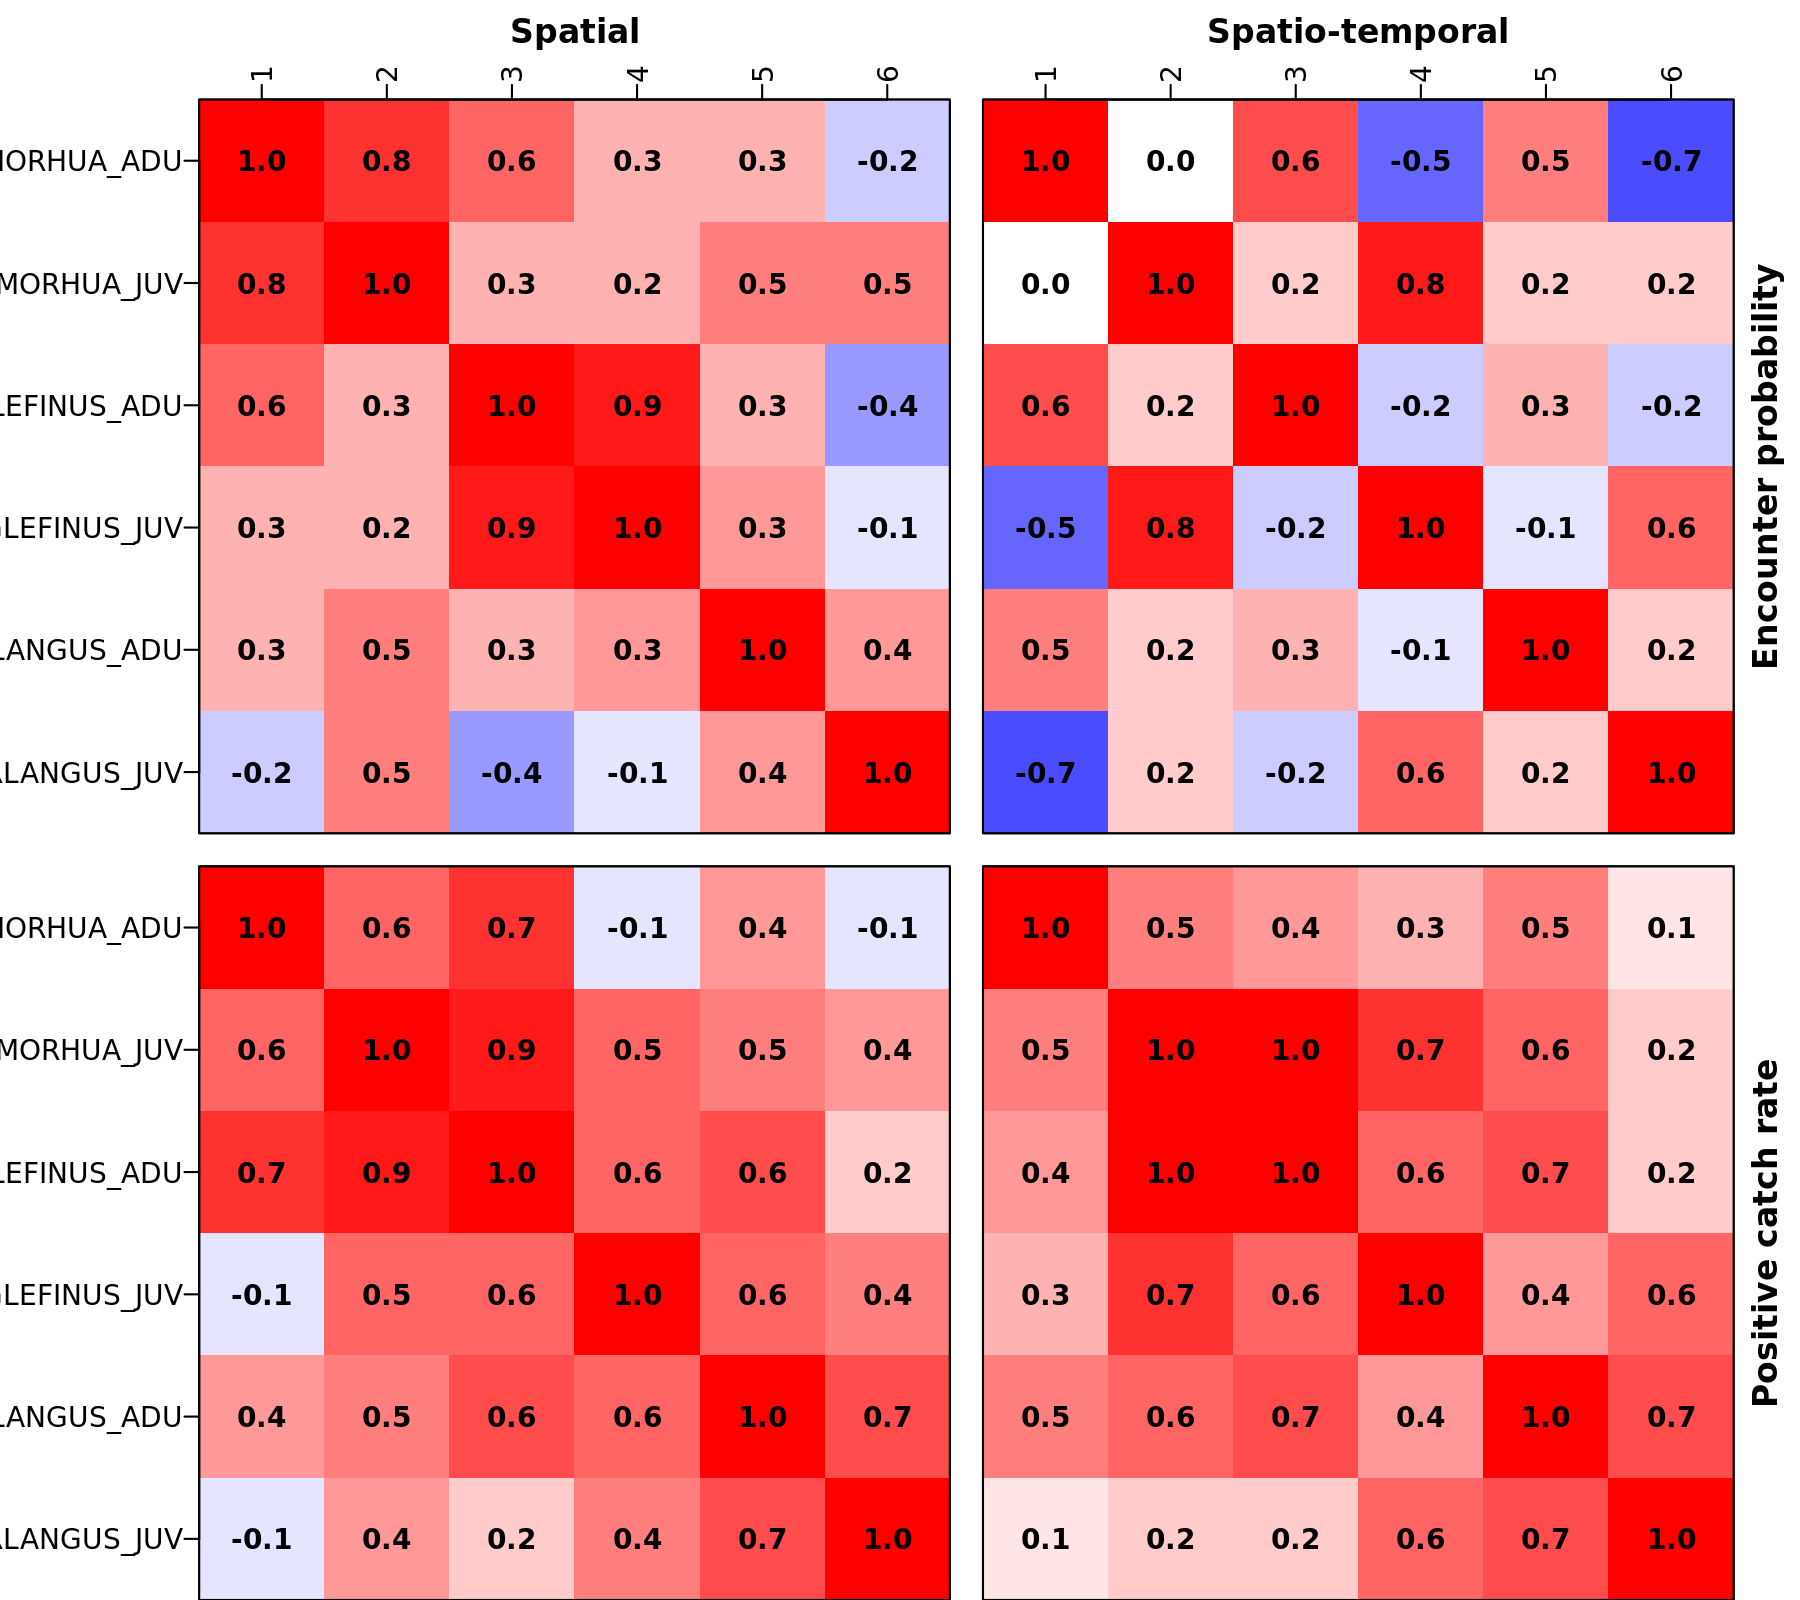 Spatial Spatio-temporal
1 2 3 4 5 6 1 2 3 4 5 6
ORHUA_ADU 1.0 0.8 0.6 0.3 0.3 -0.2 1.0 0.0 0.6 -0.5 0.5 -0.7
MORHUA_JUV 0.8 1.0 0.3 0.2 0.5 0.5 0.0 1.0 0.2 0.8 0.2 0.2
LEFINUS_ADU 0.6 0.3 1.0 0.9 0.3 -0.4 0.6 0.2 1.0 -0.2 0.3 -0.2
LEFINUS_JUV 0.3 0.2 0.9 1.0 0.3 -0.1 -0.5 0.8 -0.2 1.0 -0.1 0.6
LANGUS_ADU 0.3 0.5 0.3 0.3 1.0 0.4 0.5 0.2 0.3 -0.1 1.0 0.2
LANGUS_JUV -0.2 0.5 -0.4 -0.1 0.4 1.0 -0.7 0.2 -0.2 0.6 0.2 1.0
Encounter probability
ORHUA_ADU 1.0 0.6 0.7 -0.1 0.4 -0.1 1.0 0.5 0.4 0.3 0.5 0.1
MORHUA_JUV 0.6 1.0 0.9 0.5 0.5 0.4 0.5 1.0 1.0 0.7 0.6 0.2
LEFINUS_ADU 0.7 0.9 1.0 0.6 0.6 0.2 0.4 1.0 1.0 0.6 0.7 0.2
LEFINUS_JUV -0.1 0.5 0.6 1.0 0.6 0.4 0.3 0.7 0.6 1.0 0.4 0.6
LANGUS_ADU 0.4 0.5 0.6 0.6 1.0 0.7 0.5 0.6 0.7 0.4 1.0 0.7
LANGUS_JUV -0.1 0.4 0.2 0.4 0.7 1.0 0.1 0.2 0.2 0.6 0.7 1.0
Positive catch rate